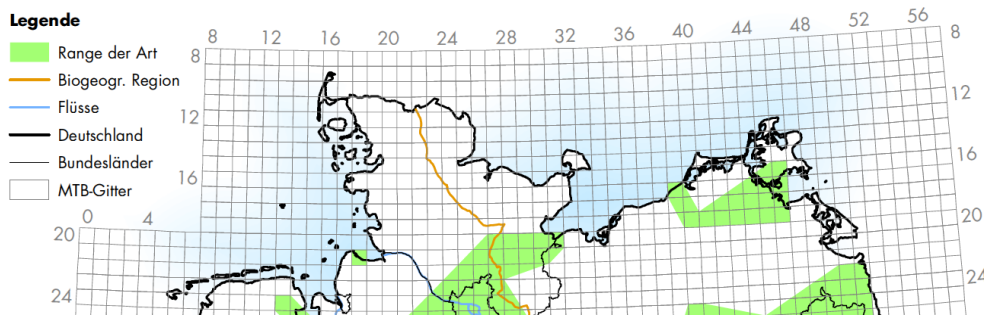 Legende
Range der Art
Biogeogr. Region
Flüsse
Deutschland
Bundesländer
MTB-Gitter
8 12 16 20 24 28 32 36 40 44 48 52 56
8 8
12 12
16 16
0 4
20 20
24 24